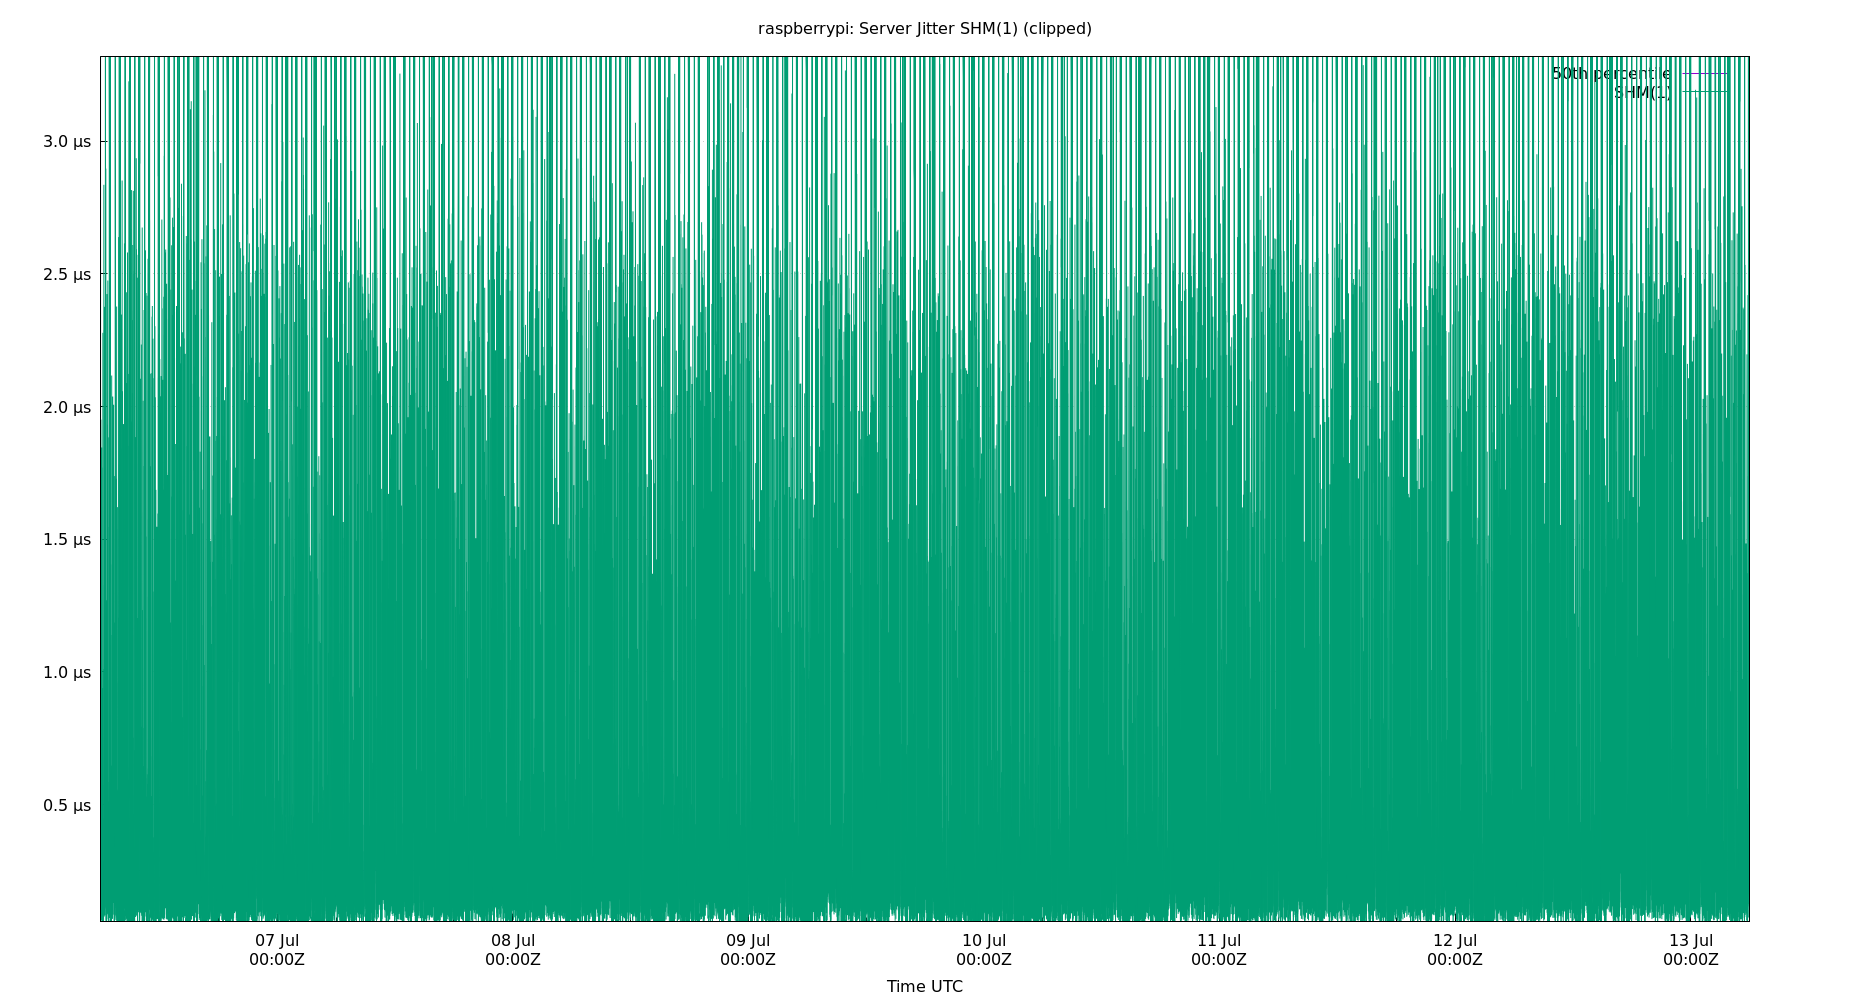 raspberrypi: Server Jitter SHM(1) (clipped)
50th percentile
SHM(1)
3.0 µs
2.5 µs
2.0 µs
1.5 µs
1.0 µs
0.5 µs
07 Jul 08 Jul 09 Jul 10 Jul 11 Jul 12 Jul 13 Jul
00:00Z 00:00Z 00:00Z 00:00Z 00:00Z 00:00Z 00:00Z
Time UTC